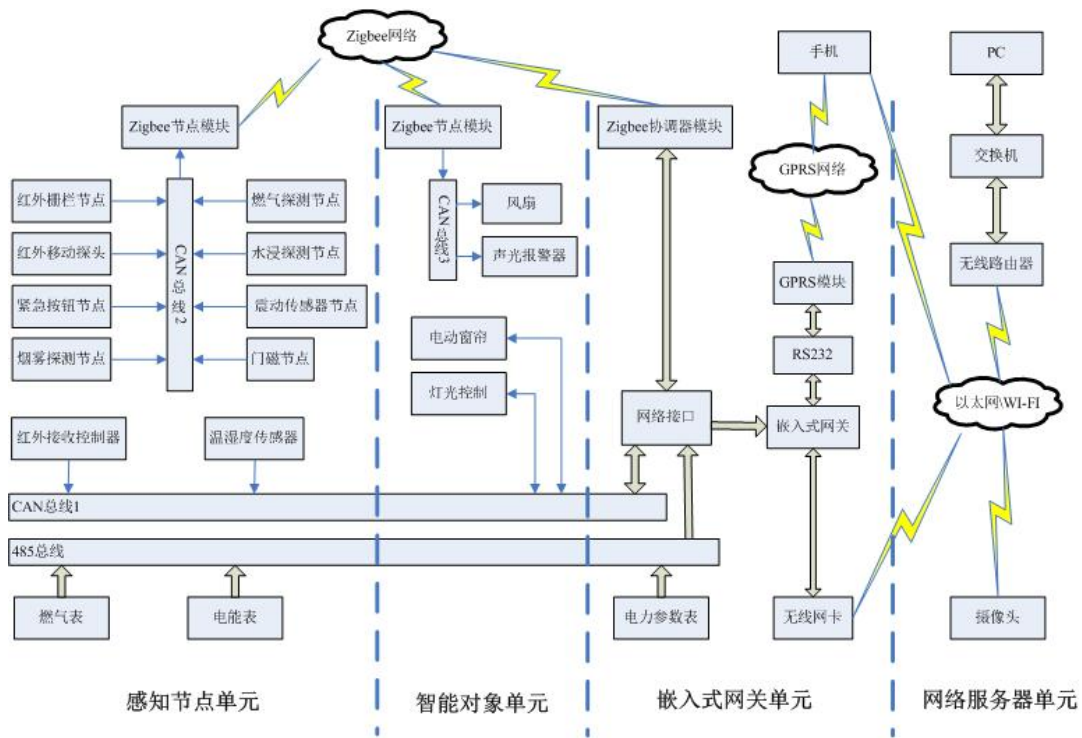 Zigbee网络
手机
PC
Zigbee节点模块
Zigbee节点模块
Zigbee协调器模块
交换机
GPRS网络
红外栅栏节点
燃气探测节点
红外移动探头
水浸探测节点
紧急按钮节点
震动传感器节点
烟雾探测节点
门磁节点
CAN总线2
CAN总线3
风扇
声光报警器
无线路由器
GPRS模块
电动窗帘
RS232
灯光控制
网络接口
嵌入式网关
以太网\WI-FI
红外接收控制器
温湿度传感器
CAN总线1
485总线
燃气表
电能表
电力参数表
无线网卡
摄像头
感知节点单元
智能对象单元
嵌入式网关单元
网络服务器单元